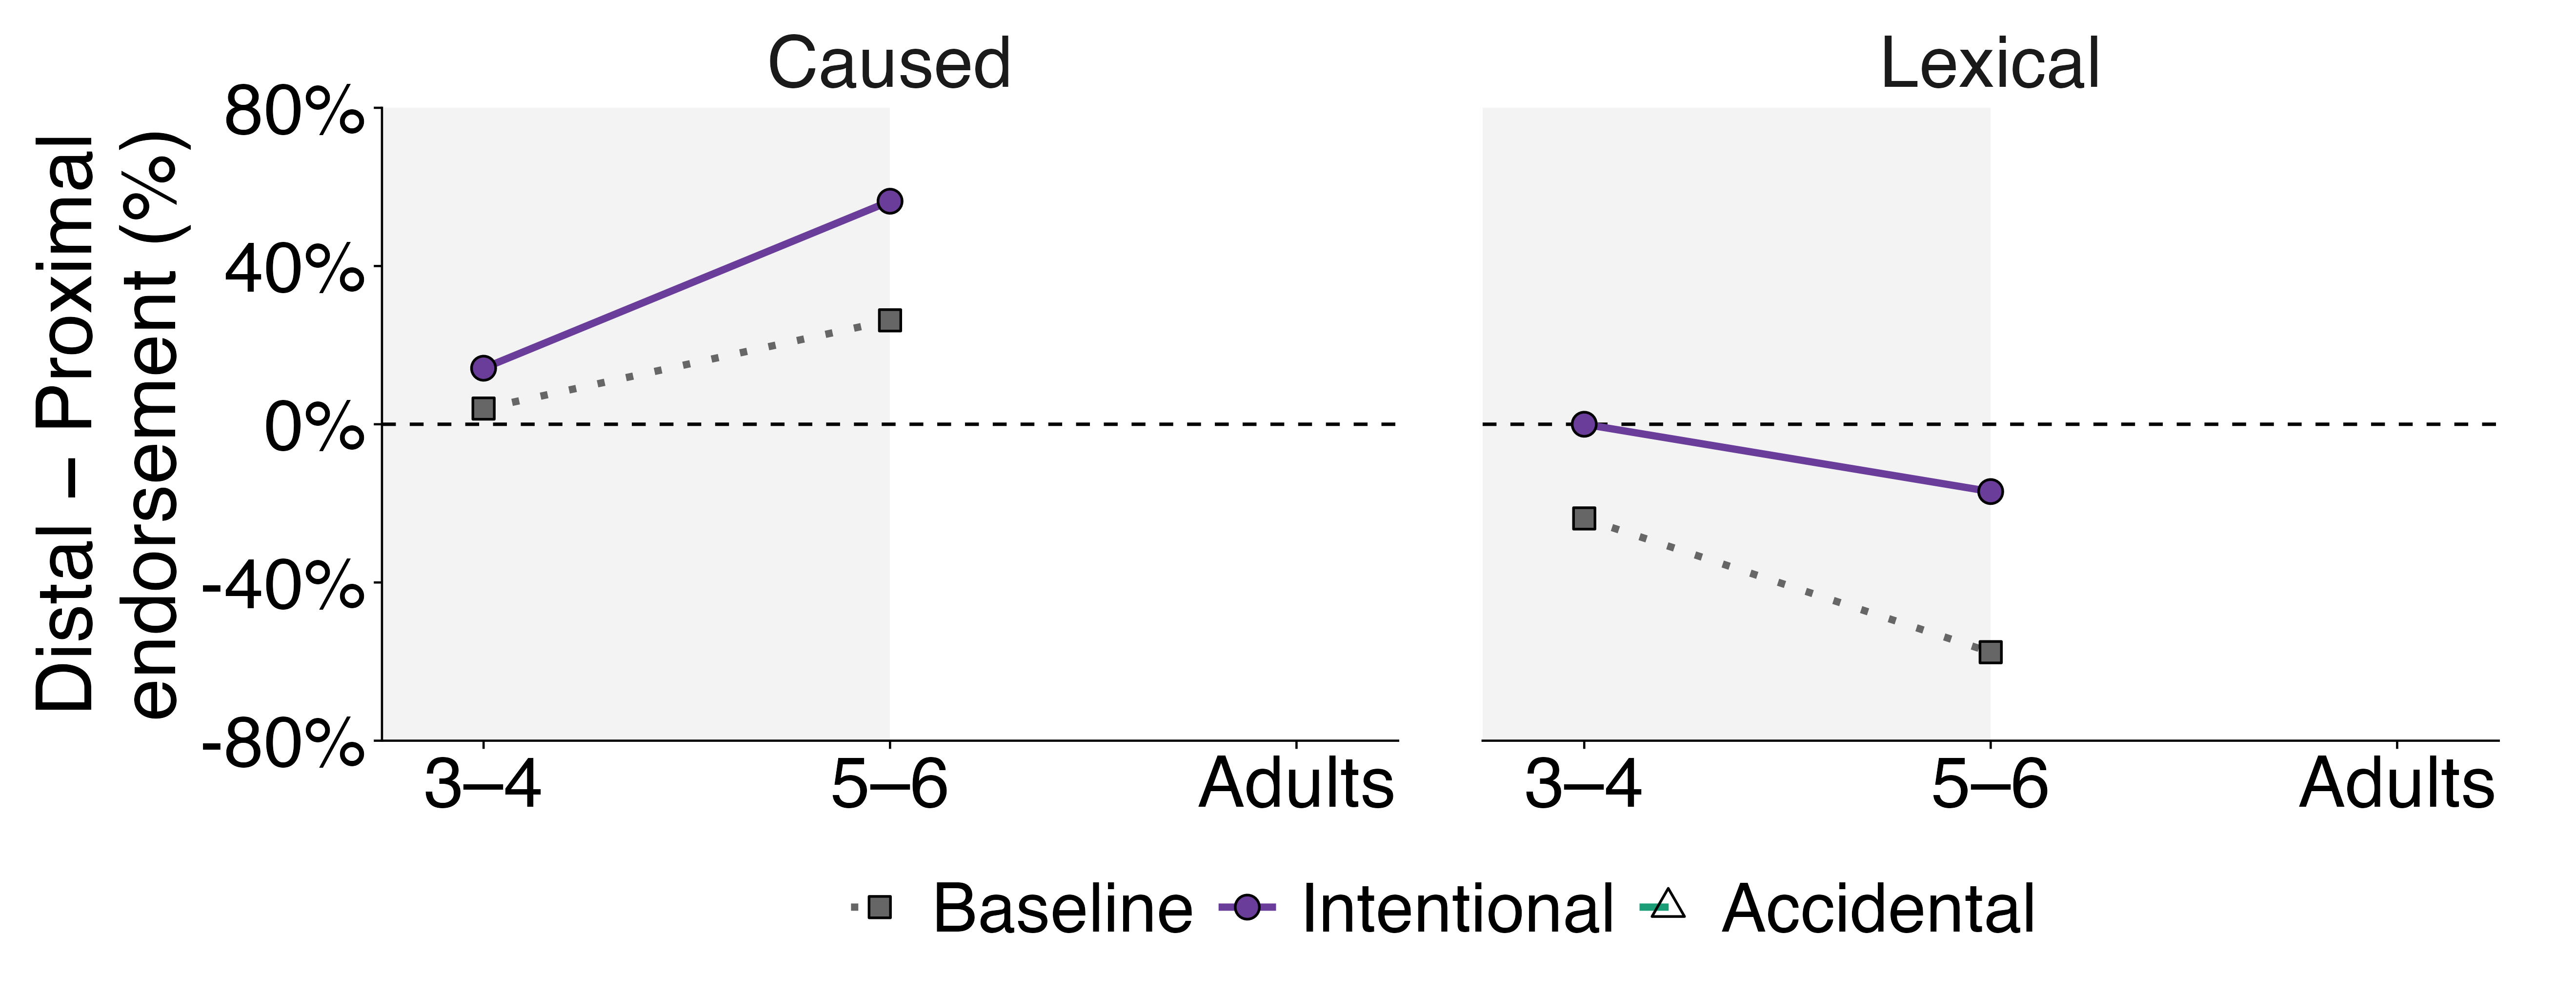 Caused
Lexical
Distal – Proximal
endorsement (%)
80%
40%
0%
-40%
-80%
3–4
5–6
Adults
3–4
5–6
Adults
Baseline
Intentional
Accidental